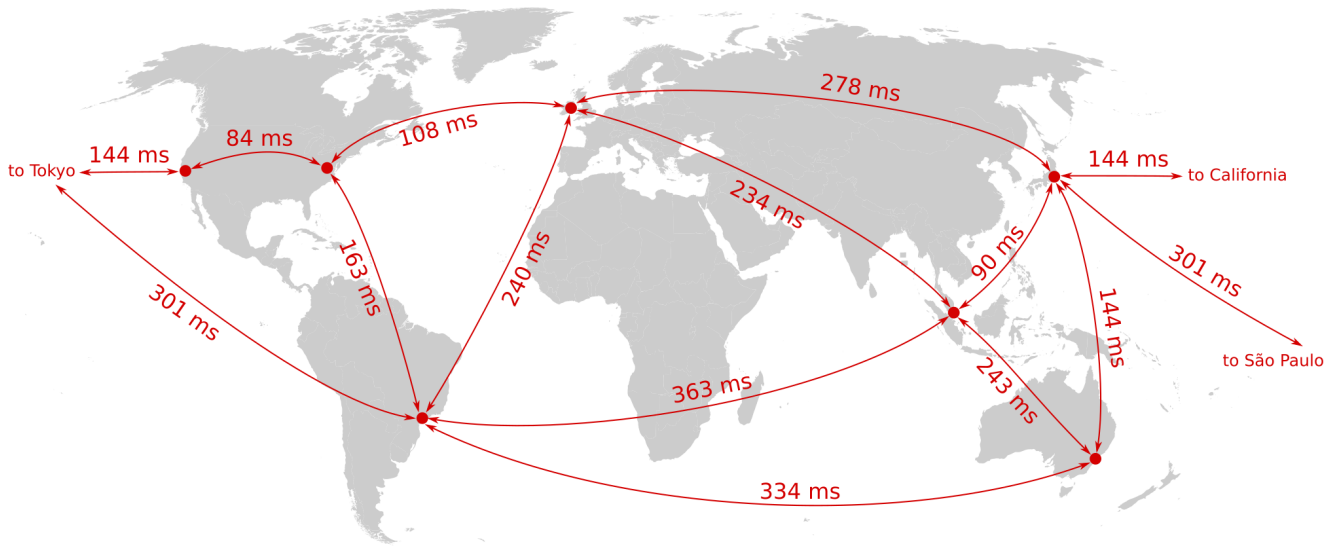 278 ms
108 ms
84 ms
144 ms
to Tokyo
144 ms
to California
234 ms
163 ms
240 ms
90 ms
301 ms
301 ms
144 ms
to São Paulo
363 ms
243 ms
334 ms